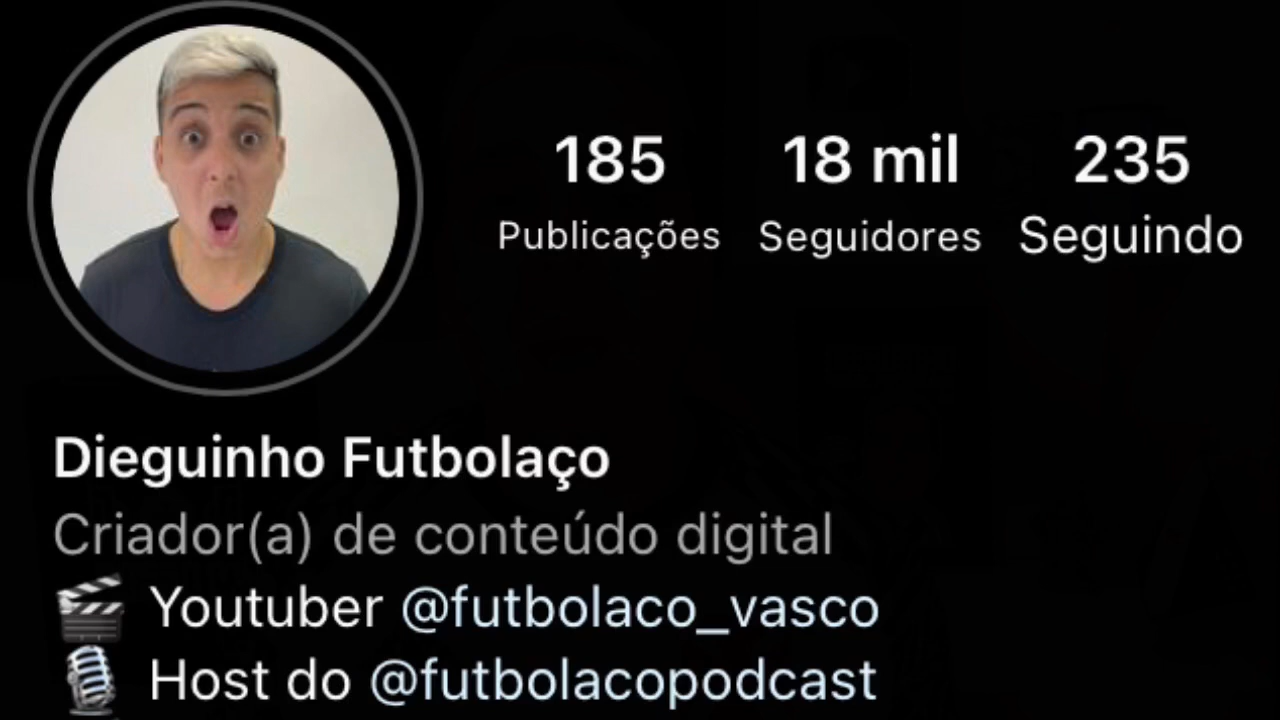 185 18 mil 235
Publicações Seguidores Seguindo
Dieguinho Futbolaço
Criador(a) de conteúdo digital
🎬 Youtuber @futbolaco_vasco
🎙️ Host do @futbolacopodcast